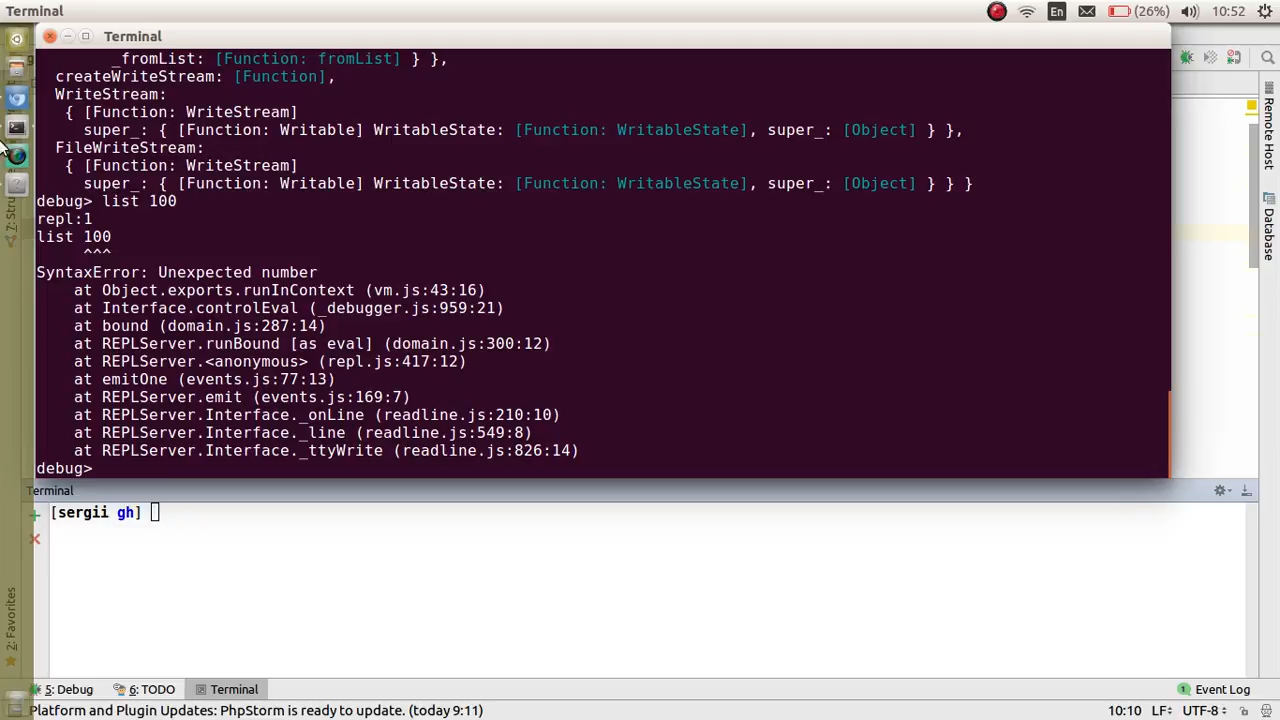 Terminal
En
(26%)
10:52
Terminal
_fromList: [Function: fromList] } },
createWriteStream: [Function],
WriteStream:
{ [Function: WriteStream]
super_: { [Function: Writable] WritableState: [Function: WritableState], super_: [Object] } },
FileWriteStream:
{ [Function: WriteStream]
super_: { [Function: Writable] WritableState: [Function: WritableState], super_: [Object] } } }
debug> list 100
repl:1
list 100
^^^
SyntaxError: Unexpected number
at Object.exports.runInContext (vm.js:43:16)
at Interface.controlEval (_debugger.js:959:21)
at bound (domain.js:287:14)
at REPLServer.runBound [as eval] (domain.js:300:12)
at REPLServer.<anonymous> (repl.js:417:12)
at emitOne (events.js:77:13)
at REPLServer.emit (events.js:169:7)
at REPLServer.Interface._onLine (readline.js:210:10)
at REPLServer.Interface._line (readline.js:549:8)
at REPLServer.Interface._ttyWrite (readline.js:826:14)
debug>
Remote Host
Database
Terminal
[sergii gh]
2: Favorites
5: Debug
6: TODO
Terminal
1 Event Log
Platform and Plugin Updates: PhpStorm is ready to update. (today 9:11)
10:10
LF
UTF-8